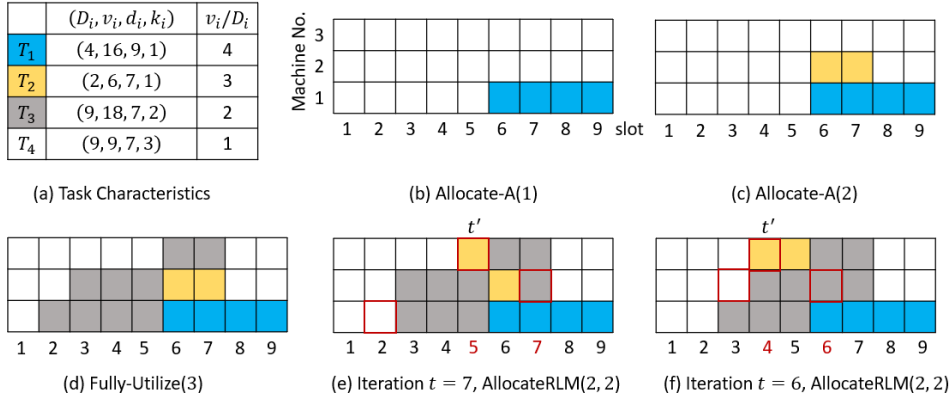 (D_i, v_i, d_i, k_i) v_i/D_i
T_1 (4, 16, 9, 1) 4
T_2 (2, 6, 7, 1) 3
T_3 (9, 18, 7, 2) 2
T_4 (9, 9, 7, 3) 1
(a) Task Characteristics
Machine No.
3
2
1
1 2 3 4 5 6 7 8 9 slot
(b) Allocate-A(1)
1 2 3 4 5 6 7 8 9
(c) Allocate-A(2)
1 2 3 4 5 6 7 8 9
(d) Fully-Utilize(3)
t′
1 2 3 4 5 6 7 8 9
(e) Iteration t = 7, AllocateRLM(2, 2)
t′
1 2 3 4 5 6 7 8 9
(f) Iteration t = 6, AllocateRLM(2, 2)